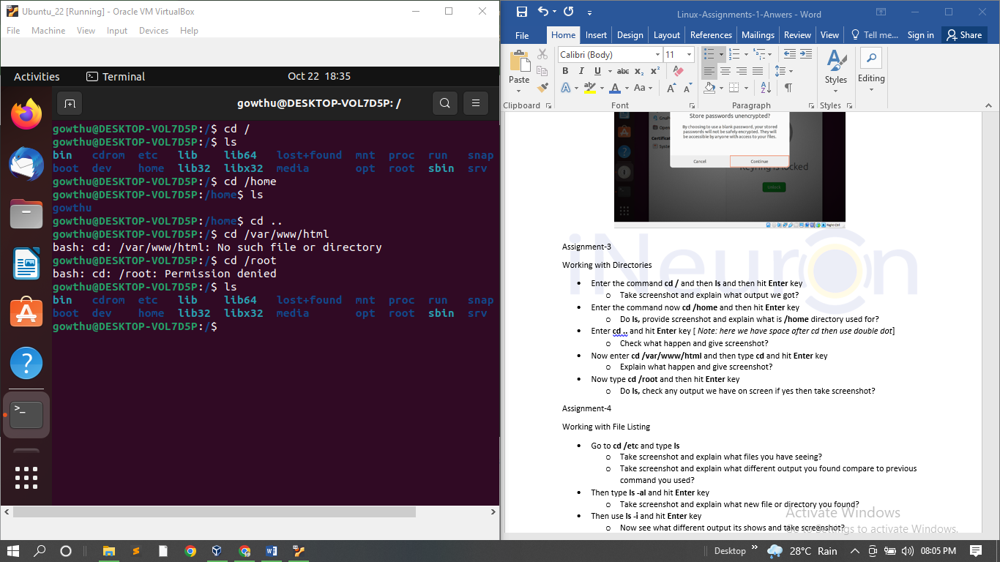 Ubuntu_22 [Running] - Oracle VM VirtualBox
File Machine View Input Devices Help
Activities Terminal Oct 22 18:35
gowthu@DESKTOP-VOL7D5P: /
gowthu@DESKTOP-VOL7D5P:/$ cd /
gowthu@DESKTOP-VOL7D5P:/$ ls
bin cdrom etc lib lib64 lost+found mnt proc run snap
boot dev home lib32 libx32 media opt root sbin srv
gowthu@DESKTOP-VOL7D5P:/$ cd /home
gowthu@DESKTOP-VOL7D5P:/home$ ls
gowthu
gowthu@DESKTOP-VOL7D5P:/home$ cd ..
gowthu@DESKTOP-VOL7D5P:/$ cd /var/www/html
bash: cd: /var/www/html: No such file or directory
gowthu@DESKTOP-VOL7D5P:/$ cd /root
bash: cd: /root: Permission denied
gowthu@DESKTOP-VOL7D5P:/$ ls
bin cdrom etc lib lib64 lost+found mnt proc run snap
boot dev home lib32 libx32 media opt root sbin srv
gowthu@DESKTOP-VOL7D5P:/$
Linux-Assignments-1-Anwers - Word
File Home Insert Design Layout References Mailings Review View Tell me... Sign in Share
Calibri (Body) 11
Paste
B I U abc x₂ x²
A A Aa A A
Styles
Editing
Clipboard Font Paragraph Styles
Store passwords unencrypted?
By choosing to use a blank password, your stored
passwords will not be safely encrypted. They will
be accessible by anyone with access to your files.
Cancel Continue
Keyring is locked
Unlock
iNeuron
Assignment-3
Working with Directories
• Enter the command cd / and then ls and then hit Enter key
o Take screenshot and explain what output we got?
• Enter the command now cd /home and then hit Enter key
o Do ls, provide screenshot and explain what is /home directory used for?
• Enter cd .. and hit Enter key [ Note: here we have space after cd then use double dot]
o Check what happen and give screenshot?
• Now enter cd /var/www/html and then type cd and hit Enter key
o Explain what happen and give screenshot?
• Now type cd /root and then hit Enter key
o Do ls, check any output we have on screen if yes then take screenshot?
Assignment-4
Working with File Listing
• Go to cd /etc and type ls
o Take screenshot and explain what files you have seeing?
o Take screenshot and explain what different output you found compare to previous
command you used?
• Then type ls -al and hit Enter key
o Take screenshot and explain what new file or directory you found?
• Then use ls -i and hit Enter key
o Now see what different output its shows and take screenshot?
Activate Windows
Go to Settings to activate Windows.
Desktop 28°C Rain 08:05 PM